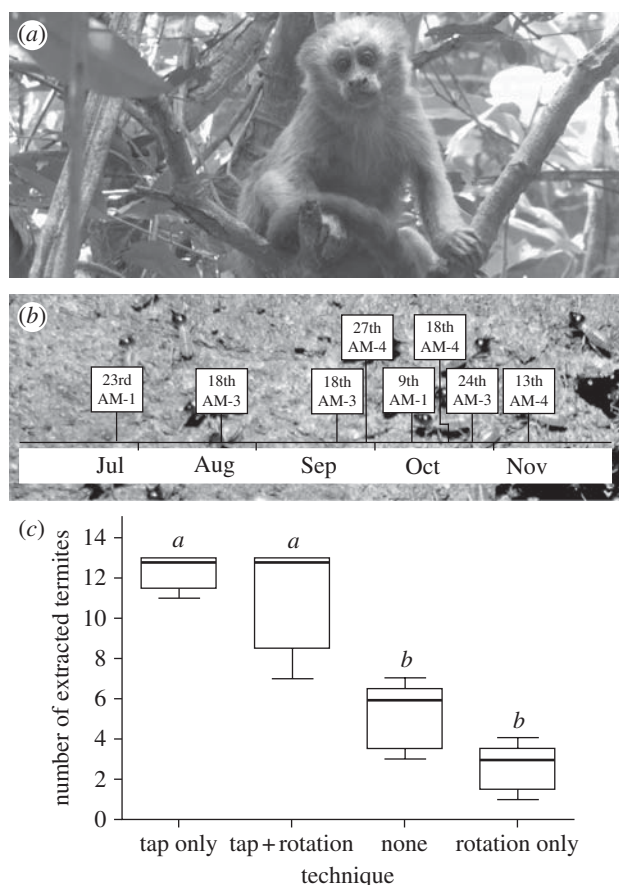 (a)
(b)
27th
AM-4
18th
AM-4
23rd
AM-1
18th
AM-3
18th
AM-3
9th
AM-1
24th
AM-3
13th
AM-4
Jul Aug Sep Oct Nov
(c)
number of extracted termites
14
12
10
8
6
4
2
0
a
a
b
b
tap only tap + rotation none rotation only
technique